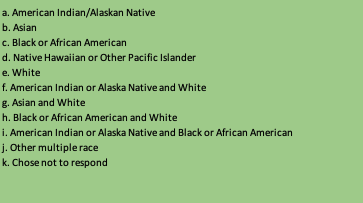 a. American Indian/Alaskan Native
b. Asian
c. Black or African American
d. Native Hawaiian or Other Pacific Islander
e. White
f. American Indian or Alaska Native and White
g. Asian and White
h. Black or African American and White
i. American Indian or Alaska Native and Black or African American
j. Other multiple race
k. Chose not to respond